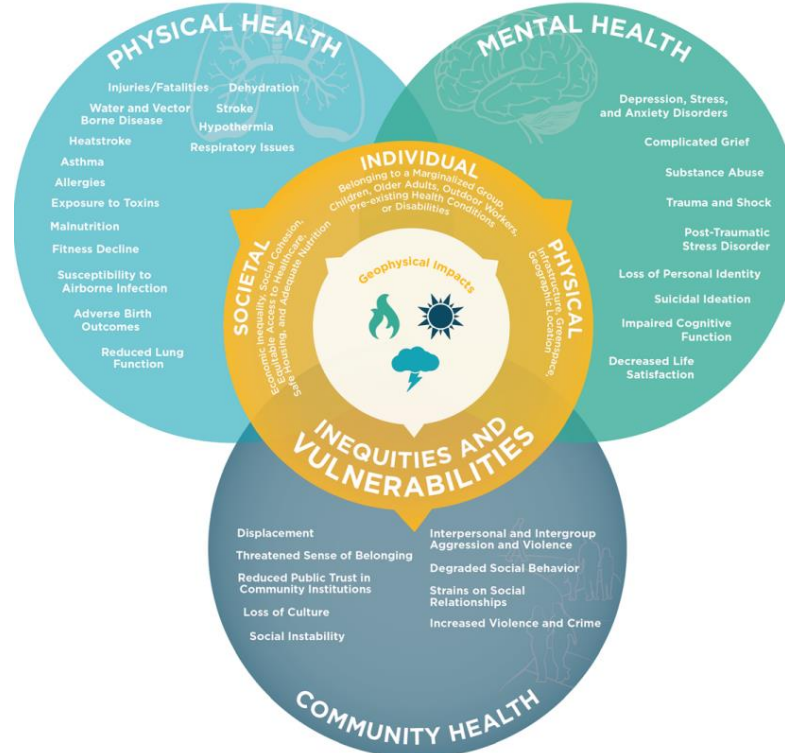 PHYSICAL HEALTH
Injuries/Fatalities
Dehydration
Water and Vector
Borne Disease
Stroke
Hypothermia
Heatstroke
Respiratory Issues
Asthma
Allergies
Exposure to Toxins
Malnutrition
Fitness Decline
Susceptibility to
Airborne Infection
Adverse Birth
Outcomes
Reduced Lung
Function
MENTAL HEALTH
Depression, Stress,
and Anxiety Disorders
Complicated Grief
Substance Abuse
Trauma and Shock
Post-Traumatic
Stress Disorder
Loss of Personal Identity
Suicidal Ideation
Impaired Cognitive
Function
Decreased Life
Satisfaction
INDIVIDUAL
Belonging to a Marginalized Group,
Children, Older Adults, Outdoor Workers,
Pre-existing Health Conditions
or Disabilities
SOCIETAL
Economic Inequality, Social Cohesion,
Equitable Access to Healthcare,
Safe Housing, and Adequate Nutrition
PHYSICAL
Infrastructure, Greenspace,
Geographic Location
Geophysical Impacts
INEQUITIES AND
VULNERABILITIES
Displacement
Threatened Sense of Belonging
Reduced Public Trust in
Community Institutions
Loss of Culture
Social Instability
Interpersonal and Intergroup
Aggression and Violence
Degraded Social Behavior
Strains on Social
Relationships
Increased Violence and Crime
COMMUNITY HEALTH